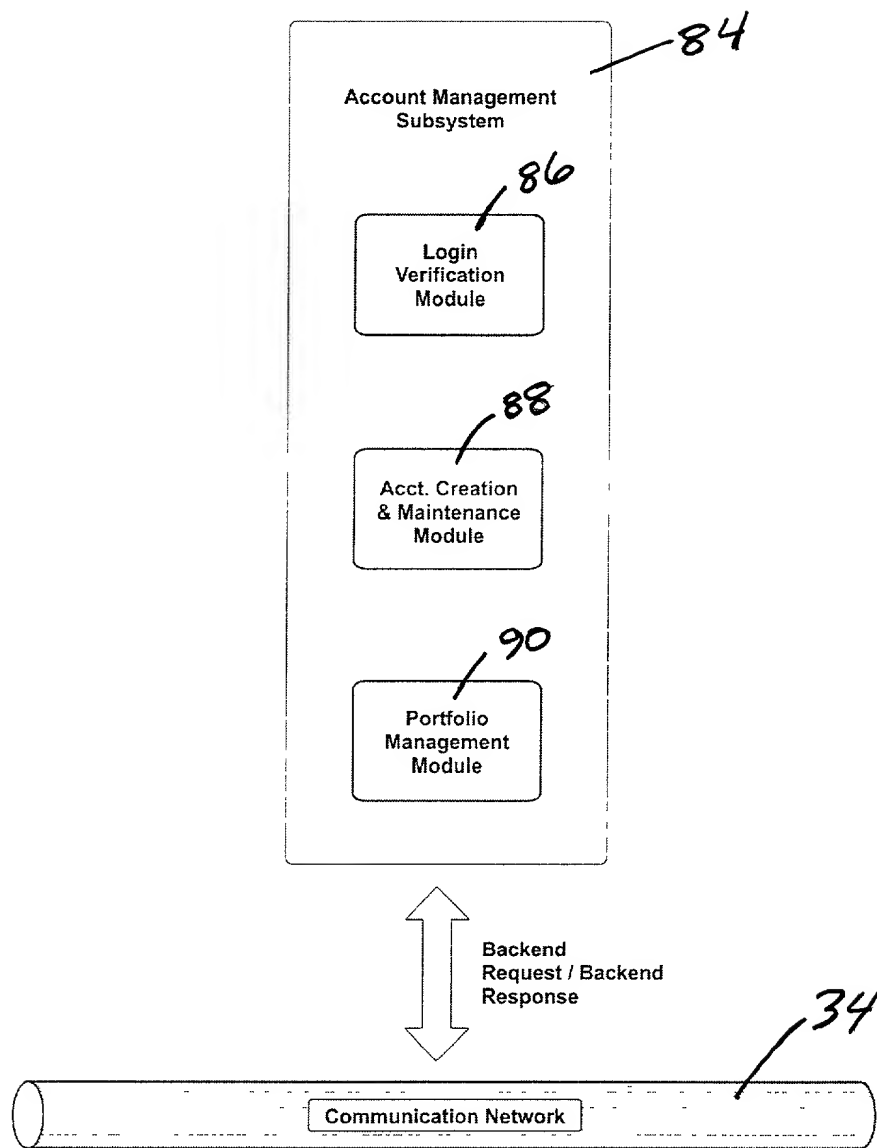 84
Account Management
Subsystem
86
Login
Verification
Module
88
Acct. Creation
& Maintenance
Module
90
Portfolio
Management
Module
Backend
Request / Backend
Response
34
Communication Network